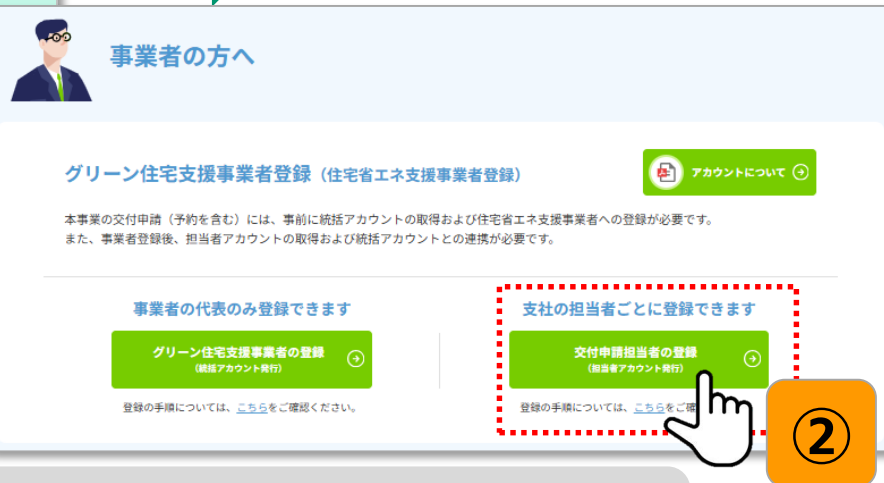 事業者の方へ
グリーン住宅支援事業者登録（住宅省エネ支援事業者登録）
アカウントについて
本事業の交付申請（予約を含む）には、事前に統括アカウントの取得および住宅省エネ支援事業者への登録が必要です。
また、事業者登録後、担当者アカウントの取得および統括アカウントとの連携が必要です。
事業者の代表のみ登録できます
グリーン住宅支援事業者の登録
（統括アカウント発行）
登録の手順については、こちらをご確認ください。
支社の担当者ごとに登録できます
交付申請担当者の登録
（担当者アカウント発行）
登録の手順については、こちらをご確
②